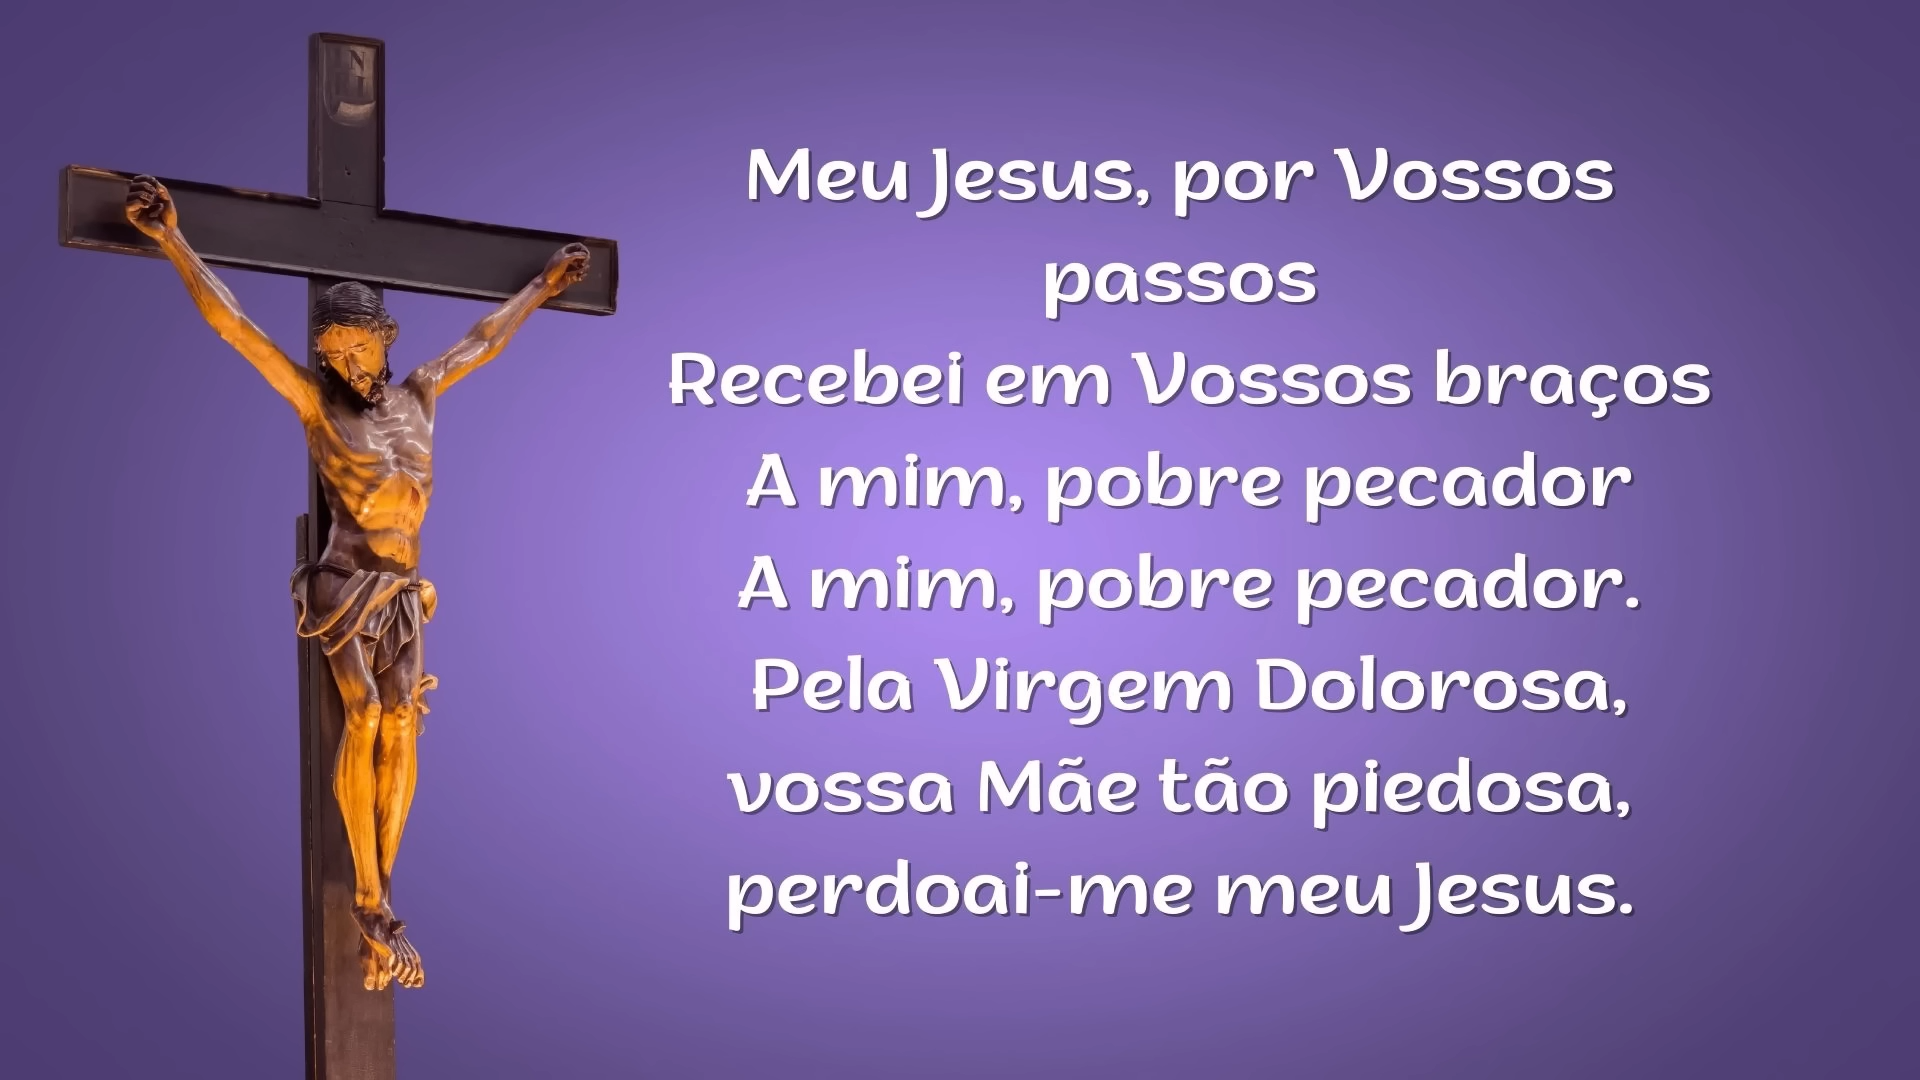 Meu Jesus, por Vossos
passos
Recebei em Vossos braços
A mim, pobre pecador
A mim, pobre pecador.
Pela Virgem Dolorosa,
vossa Mãe tão piedosa,
perdoai-me meu Jesus.